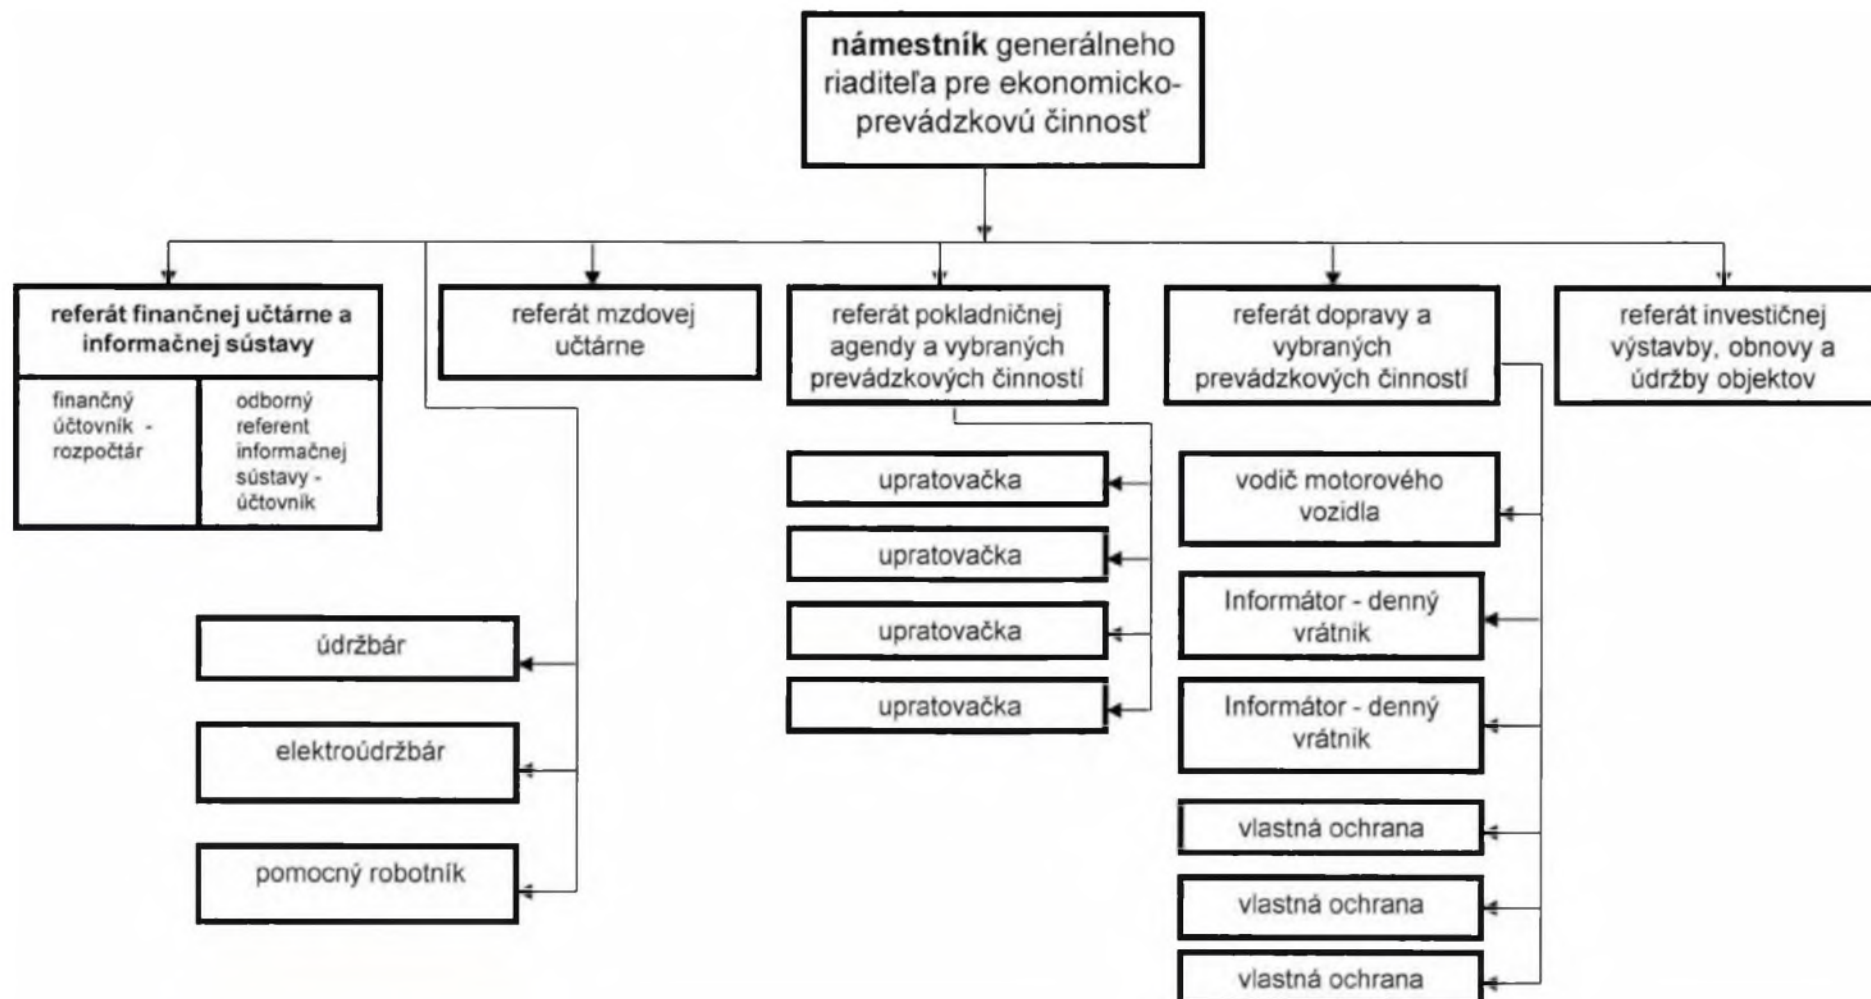 námestník generálneho
riaditeľa pre ekonomicko-
prevádzkovú činnosť
referát finančnej učtárne a
informačnej sústavy
finančný
účtovník -
rozpočtár
odborný
referent
informačnej
sústavy -
účtovník
referát mzdovej
učtárne
referát pokladničnej
agendy a vybraných
prevádzkových činností
referát dopravy a
vybraných
prevádzkových činností
referát investičnej
výstavby, obnovy a
údržby objektov
údržbár
elektroúdržbár
pomocný robotník
upratovačka
upratovačka
upratovačka
upratovačka
vodič motorového
vozidla
Informátor - denný
vrátnik
Informátor - denný
vrátnik
vlastná ochrana
vlastná ochrana
vlastná ochrana